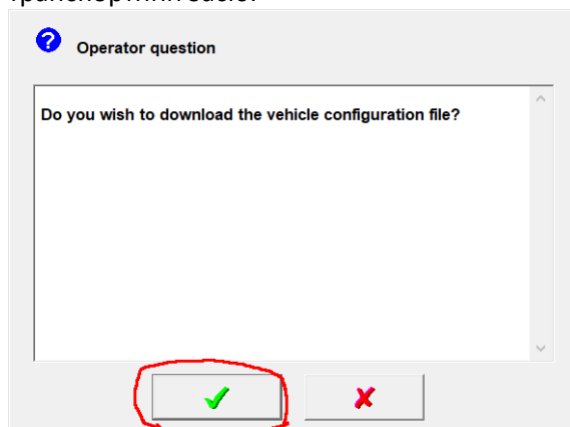 Operator question
Do you wish to download the vehicle configuration file?